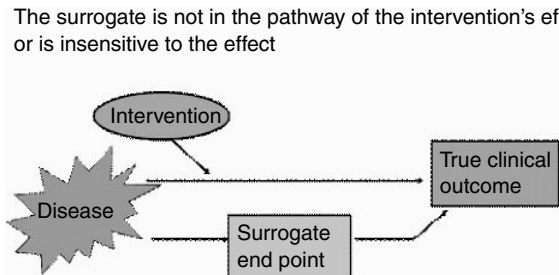 The surrogate is not in the pathway of the intervention's ef
or is insensitive to the effect
Intervention
True clinical
outcome
Disease
Surrogate
end point